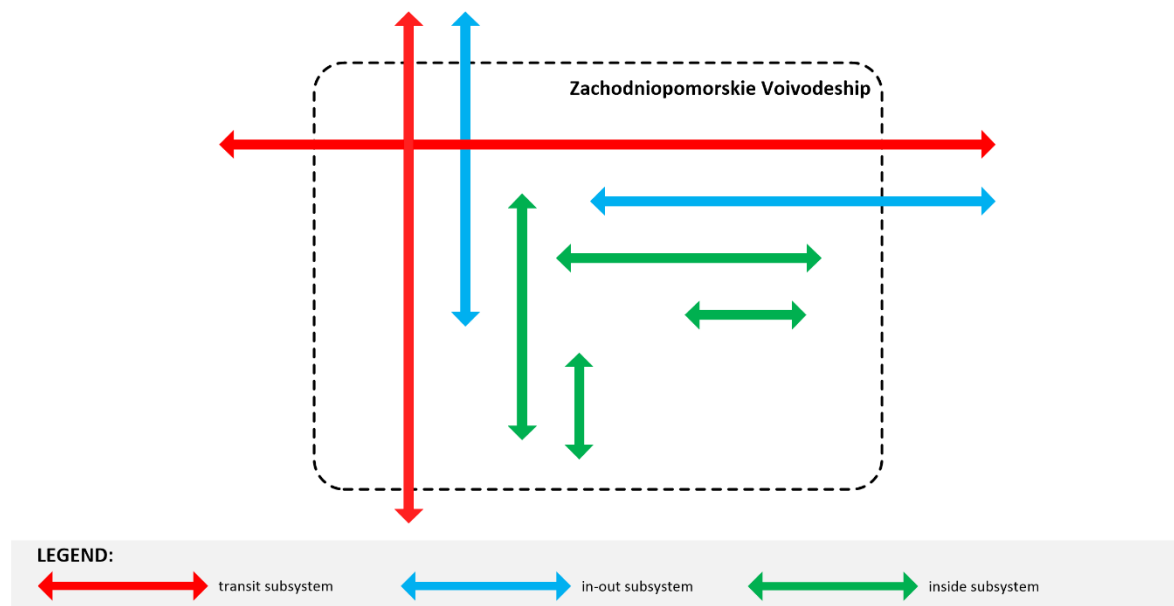 Zachodniopomorskie Voivodeship
LEGEND:
transit subsystem
in-out subsystem
inside subsystem